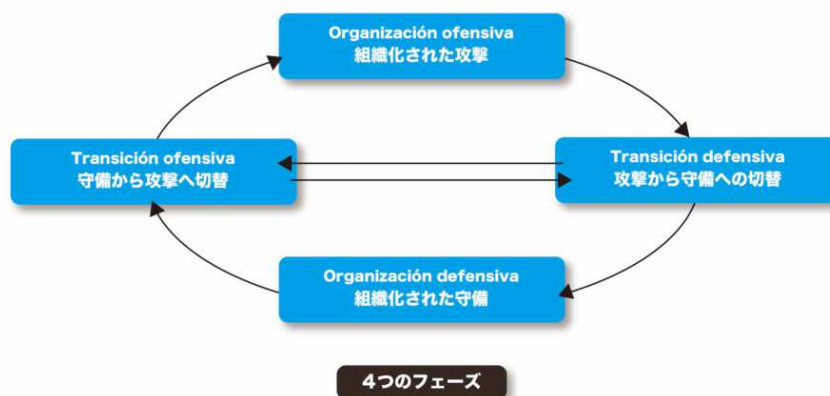 Organización ofensiva
組織化された攻撃
Transición ofensiva
守備から攻撃へ切替
Transición defensiva
攻撃から守備への切替
Organización defensiva
組織化された守備
4つのフェーズ